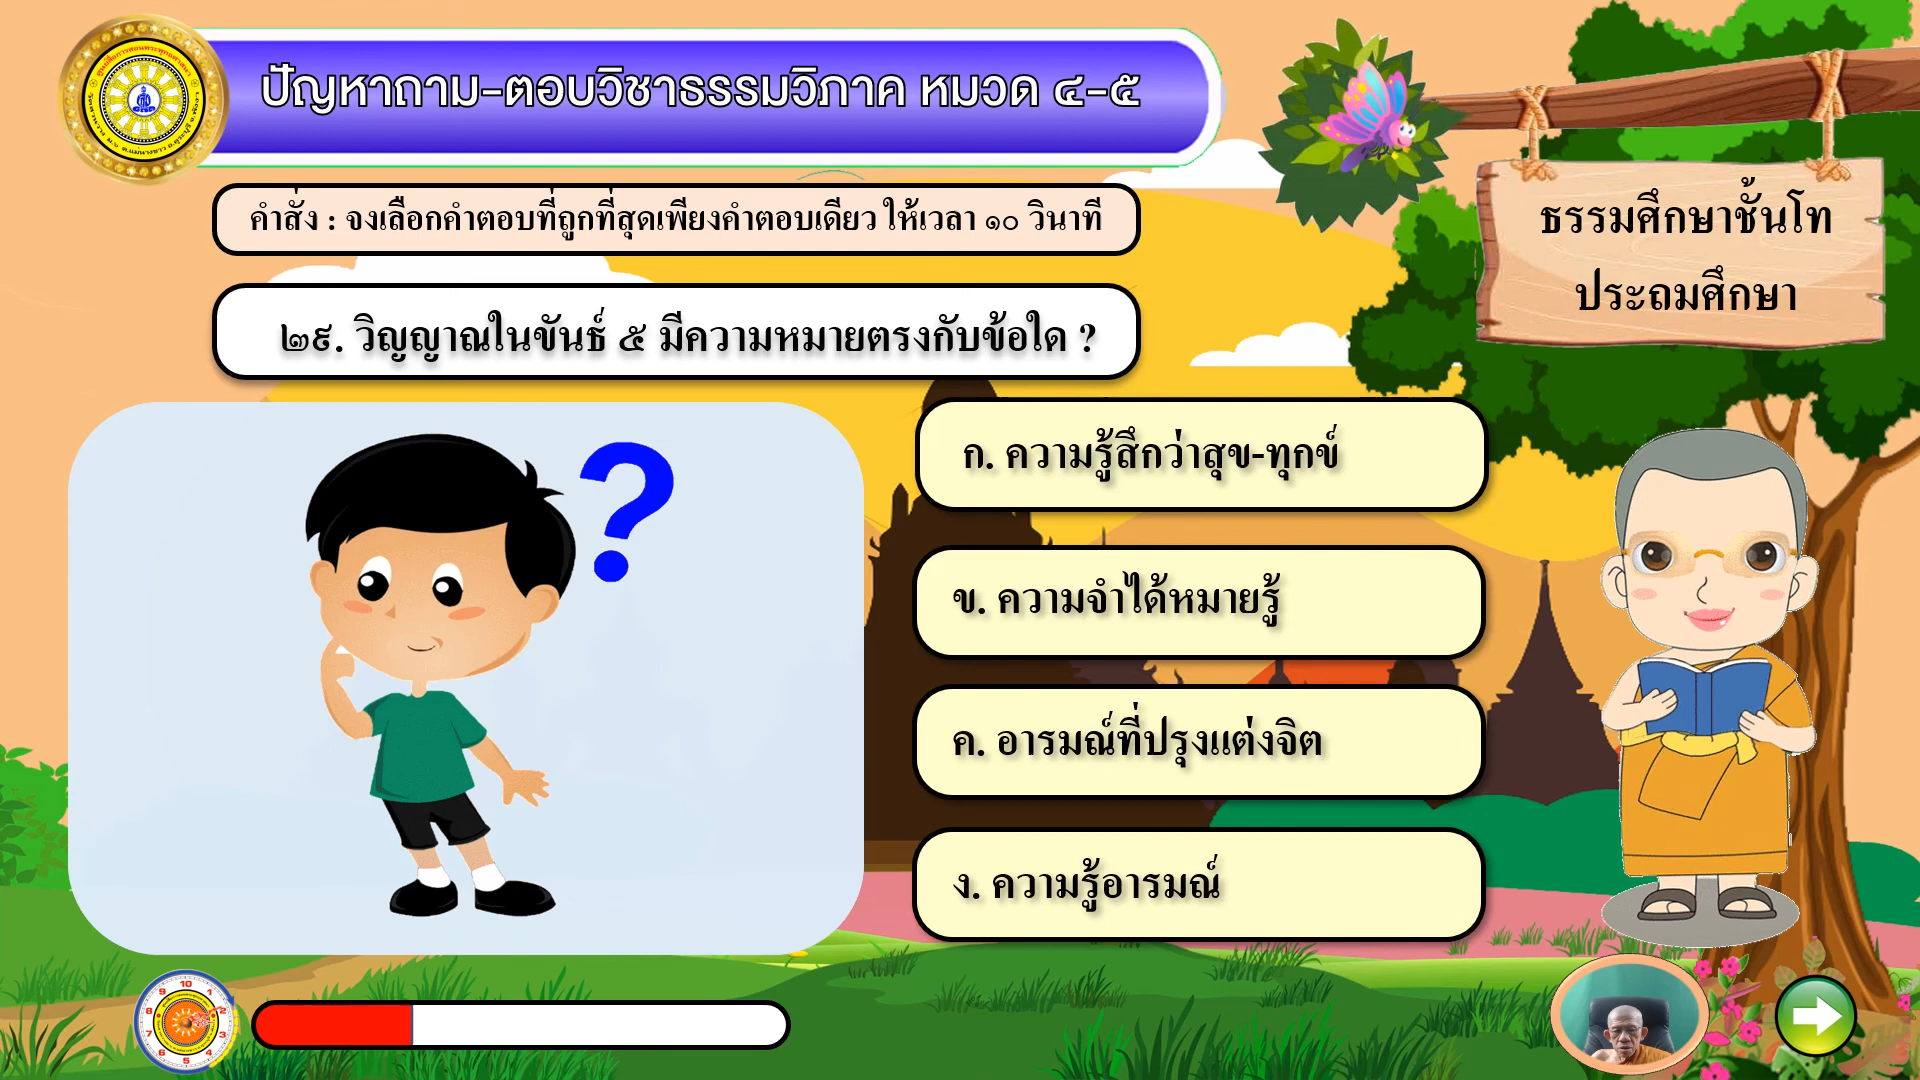 ปัญหาถาม-ตอบวิชาธรรมวิภาค หมวด ๔-๕
คำสั่ง : จงเลือกคำตอบที่ถูกที่สุดเพียงคำตอบเดียว ให้เวลา ๑๐ วินาที
ธรรมศึกษาชั้นโท
ประถมศึกษา
๒๙. วิญญาณในขันธ์ ๕ มีความหมายตรงกับข้อใด ?
ก. ความรู้สึกว่าสุข-ทุกข์
ข. ความจำได้หมายรู้
ค. อารมณ์ที่ปรุงแต่งจิต
ง. ความรู้อารมณ์